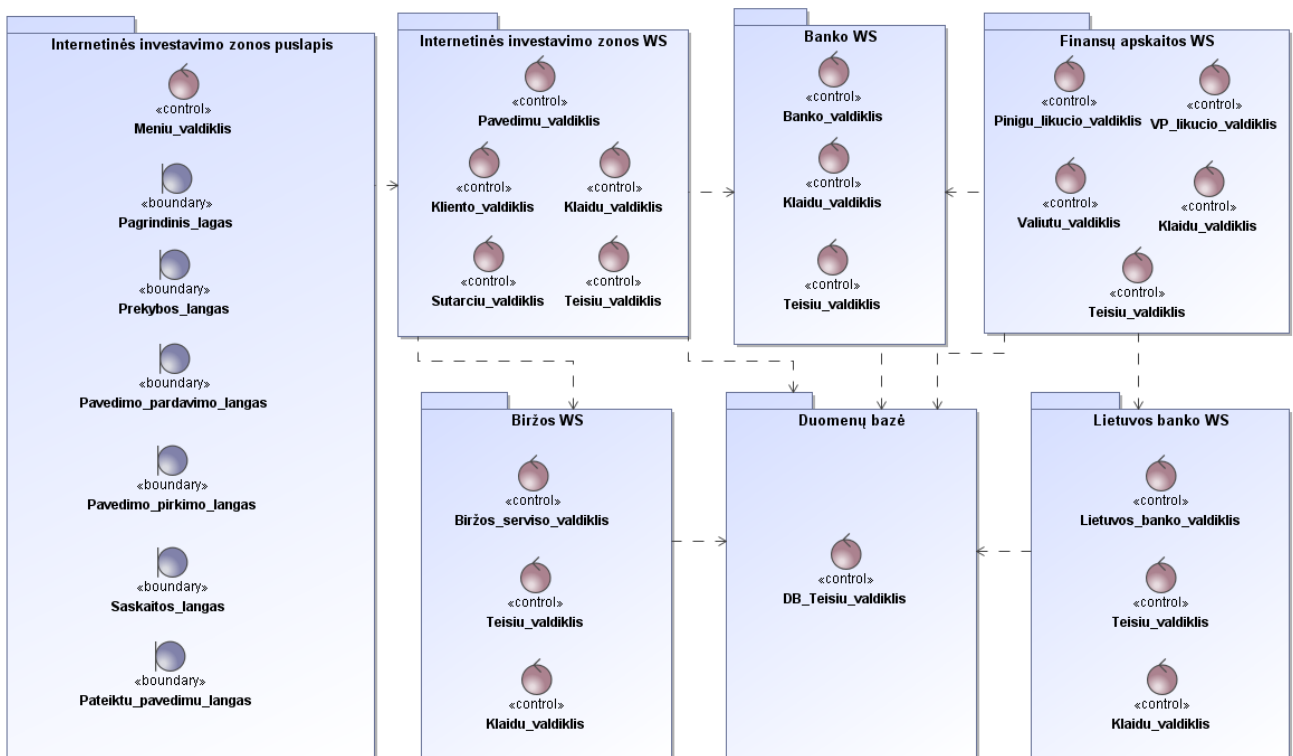 Internetinės investavimo zonos puslapis
«control»
Meniu_valdiklis
«boundary»
Pagrindinis_lagas
«boundary»
Prekybos_langas
«boundary»
Pavedimo_pardavimo_langas
«boundary»
Pavedimo_pirkimo_langas
«boundary»
Saskaitos_langas
«boundary»
Pateiktu_pavedimu_langas
Internetinės investavimo zonos WS
«control»
Pavedimu_valdiklis
«control» «control»
Kliento_valdiklis Klaidu_valdiklis
«control» «control»
Sutarciu_valdiklis Teisiu_valdiklis
Banko WS
«control»
Banko_valdiklis
«control»
Klaidu_valdiklis
«control»
Teisiu_valdiklis
Finansų apskaitos WS
«control» «control»
Pinigu_likucio_valdiklis VP_likucio_valdiklis
«control» «control»
Valiutu_valdiklis Klaidu_valdiklis
«control»
Teisiu_valdiklis
Biržos WS
«control»
Biržos_serviso_valdiklis
«control»
Teisiu_valdiklis
«control»
Klaidu_valdiklis
Duomenų bazė
«control»
DB_Teisiu_valdiklis
Lietuvos banko WS
«control»
Lietuvos_banko_valdiklis
«control»
Teisiu_valdiklis
«control»
Klaidu_valdiklis